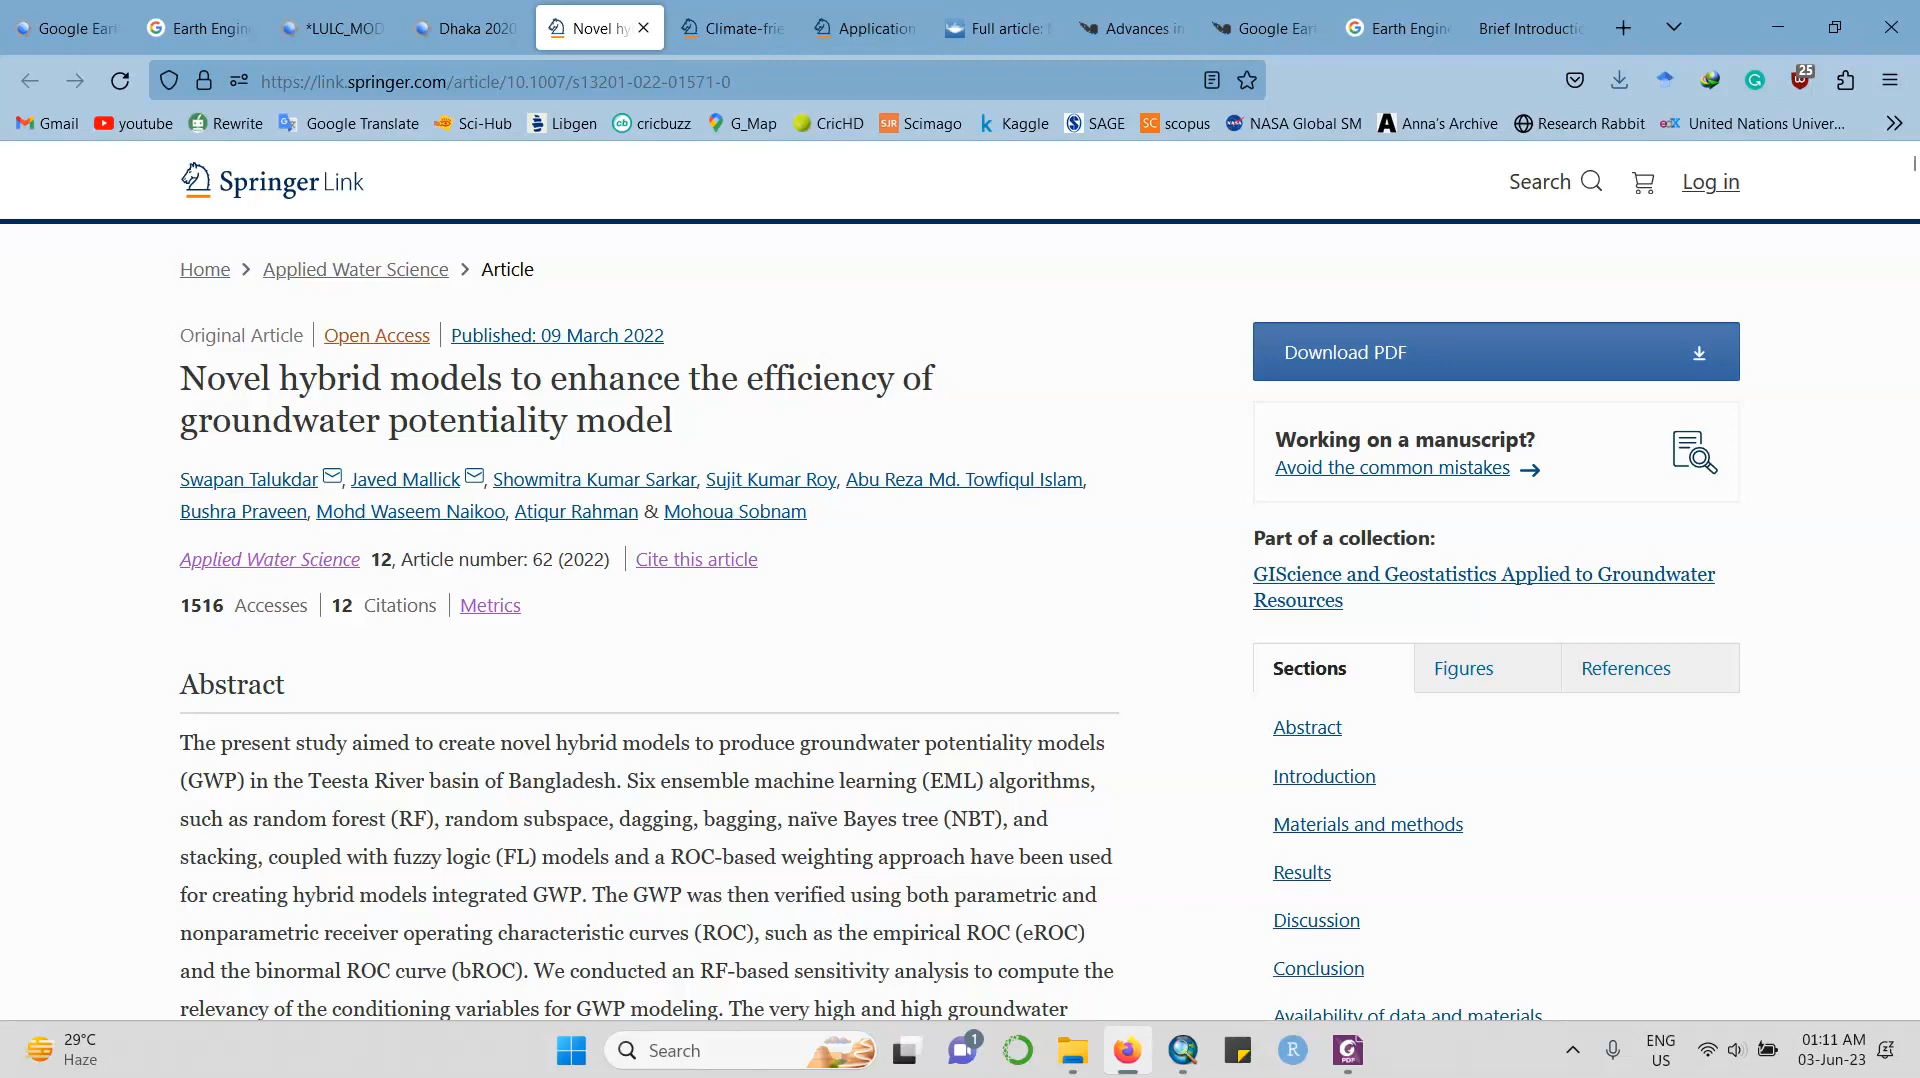 Google Ear
Earth Engin
*LULC_MOD
Dhaka 2020
Novel hy
Climate-frie
Application
Full article:
Advances in
Google Ear
Earth Engine
Brief Introductio
https://link.springer.com/article/10.1007/s13201-022-01571-0
25
Gmail
youtube
Rewrite
Google Translate
Sci-Hub
Libgen
cricbuzz
G_Map
CricHD
SJR Scimago
Kaggle
SAGE
SC scopus
NASA Global SM
Anna's Archive
Research Rabbit
edX United Nations Univer...
Springer Link
Search
Log in
Home > Applied Water Science > Article
Original Article | Open Access | Published: 09 March 2022
Novel hybrid models to enhance the efficiency of
groundwater potentiality model
Swapan Talukdar, Javed Mallick, Showmitra Kumar Sarkar, Sujit Kumar Roy, Abu Reza Md. Towfiqul Islam,
Bushra Praveen, Mohd Waseem Naikoo, Atiqur Rahman & Mohoua Sobnam
Applied Water Science 12, Article number: 62 (2022) | Cite this article
1516 Accesses | 12 Citations | Metrics
Abstract
The present study aimed to create novel hybrid models to produce groundwater potentiality models
(GWP) in the Teesta River basin of Bangladesh. Six ensemble machine learning (EML) algorithms,
such as random forest (RF), random subspace, dagging, bagging, naïve Bayes tree (NBT), and
stacking, coupled with fuzzy logic (FL) models and a ROC-based weighting approach have been used
for creating hybrid models integrated GWP. The GWP was then verified using both parametric and
nonparametric receiver operating characteristic curves (ROC), such as the empirical ROC (eROC)
and the binormal ROC curve (bROC). We conducted an RF-based sensitivity analysis to compute the
relevancy of the conditioning variables for GWP modeling. The very high and high groundwater
Download PDF
Working on a manuscript?
Avoid the common mistakes →
Part of a collection:
GIScience and Geostatistics Applied to Groundwater
Resources
Sections
Figures
References
Abstract
Introduction
Materials and methods
Results
Discussion
Conclusion
Availability of data and materials
29°C
Haze
Search
1
R
PDF
ENG
US
01:11 AM
03-Jun-23